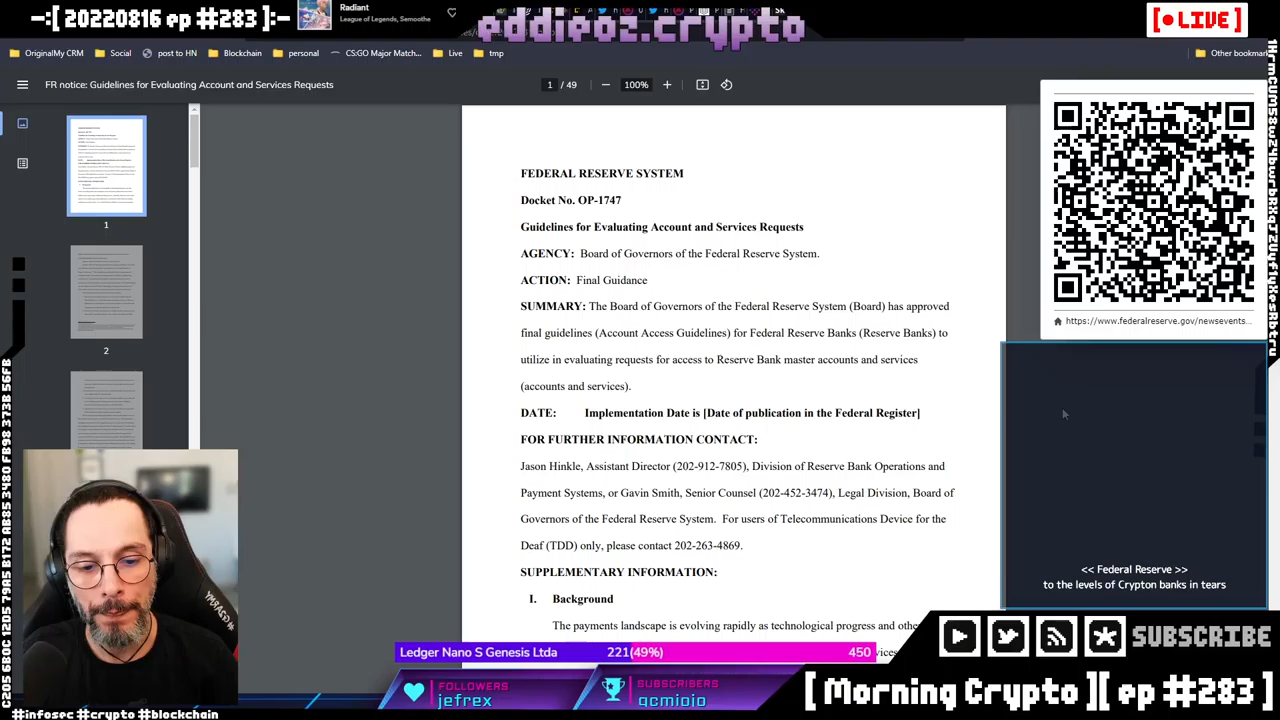 -:[ 20220816 ep #283 ]:-
Radiant
League of Legends, Semoothe
eddieoz.crypto
[● LIVE ]
OriginalMy CRM
Social
post to HN
Blockchain
personal
CS:GO Major Match...
Live
tmp
Other bookmar
FR notice: Guidelines for Evaluating Account and Services Requests
1 / 49
100%
1
2
FEDERAL RESERVE SYSTEM
Docket No. OP-1747
Guidelines for Evaluating Account and Services Requests
AGENCY: Board of Governors of the Federal Reserve System.
ACTION: Final Guidance
SUMMARY: The Board of Governors of the Federal Reserve System (Board) has approved
final guidelines (Account Access Guidelines) for Federal Reserve Banks (Reserve Banks) to
utilize in evaluating requests for access to Reserve Bank master accounts and services
(accounts and services).
DATE: Implementation Date is [Date of publication in the Federal Register]
FOR FURTHER INFORMATION CONTACT:
Jason Hinkle, Assistant Director (202-912-7805), Division of Reserve Bank Operations and
Payment Systems, or Gavin Smith, Senior Counsel (202-452-3474), Legal Division, Board of
Governors of the Federal Reserve System. For users of Telecommunications Device for the
Deaf (TDD) only, please contact 202-263-4869.
SUPPLEMENTARY INFORMATION:
I. Background
The payments landscape is evolving rapidly as technological progress and othe
https://www.federalreserve.gov/newsevents...
<< Federal Reserve >>
to the levels of Crypton banks in tears
Ledger Nano S Genesis Ltda
221(49%)
450
FOLLOWERS
jefrex
SUBSCRIBERS
gcmiojo
SUBSCRIBE
[ Morning Crypto ][ ep #283 ]
#infosec #crypto #blockchain